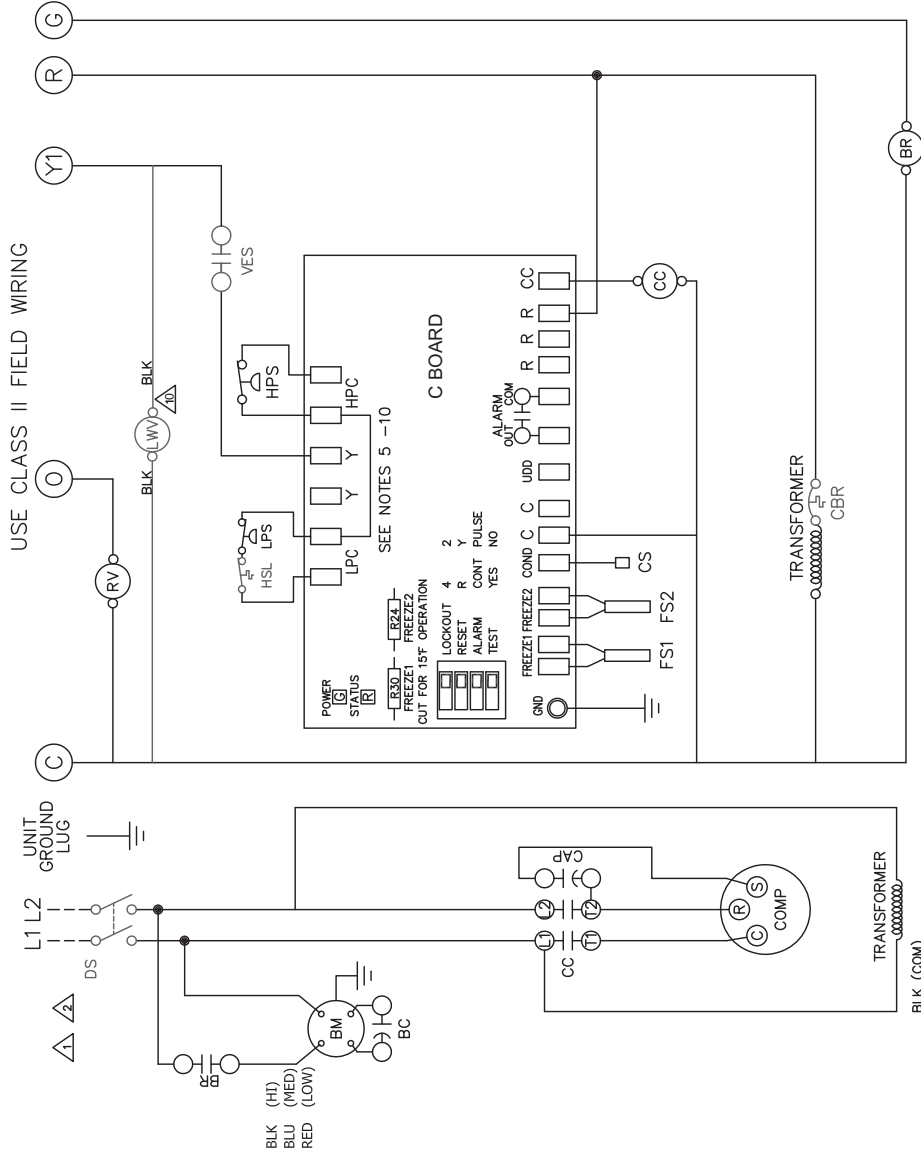 USE CLASS II FIELD WIRING
C
O
Y1
R
G
RV
BLK
LWV
BLK
10
VES
HSL
LPS
HPS
LPC
Y
Y
HPC
SEE NOTES 5 -10
POWER
G
STATUS
R
R30
R24
FREEZE1
FREEZE2
CUT FOR 15°F OPERATION
LOCKOUT 4 2
RESET R Y
ALARM CONT PULSE
TEST YES NO
C BOARD
GND
FREEZE1
FREEZE2
COND
C
C
UDD
ALARM
OUT
COM
R
R
R
CC
FS1
FS2
CS
CC
TRANSFORMER
CBR
BR
UNIT
GROUND
LUG
L1 L2
DS
1
2
BR
BLK (HI)
BLU (MED)
RED (LOW)
BM
BC
L1
L2
CC
T1
T2
CAP
C
R
S
COMP
TRANSFORMER
BLK (COM)